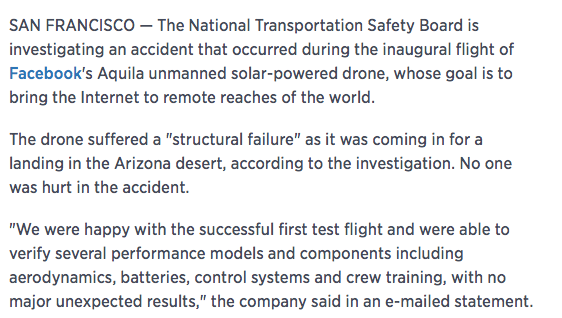 SAN FRANCISCO — The National Transportation Safety Board is
investigating an accident that occurred during the inaugural flight of
Facebook's Aquila unmanned solar-powered drone, whose goal is to
bring the Internet to remote reaches of the world.
The drone suffered a "structural failure" as it was coming in for a
landing in the Arizona desert, according to the investigation. No one
was hurt in the accident.
"We were happy with the successful first test flight and were able to
verify several performance models and components including
aerodynamics, batteries, control systems and crew training, with no
major unexpected results," the company said in an e-mailed statement.